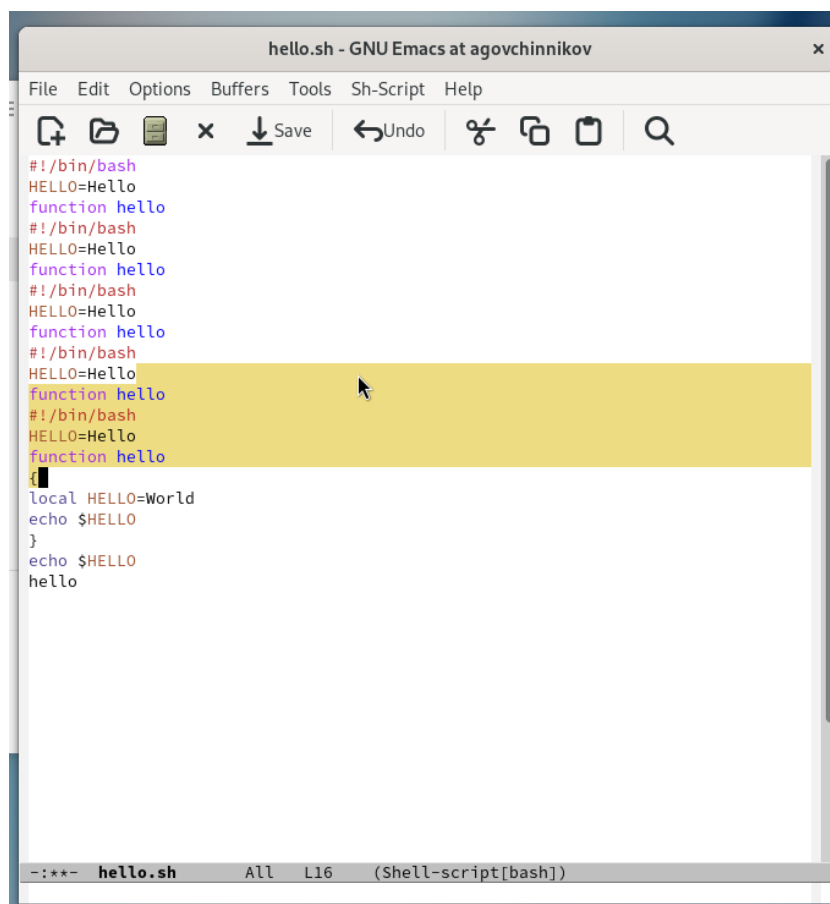 hello.sh - GNU Emacs at agovchinnikov
File Edit Options Buffers Tools Sh-Script Help
Save Undo
#!/bin/bash
HELLO=Hello
function hello
#!/bin/bash
HELLO=Hello
function hello
#!/bin/bash
HELLO=Hello
function hello
#!/bin/bash
HELLO=Hello
function hello
#!/bin/bash
HELLO=Hello
function hello
{
local HELLO=World
echo $HELLO
}
echo $HELLO
hello
-:**- hello.sh All L16 (Shell-script[bash])